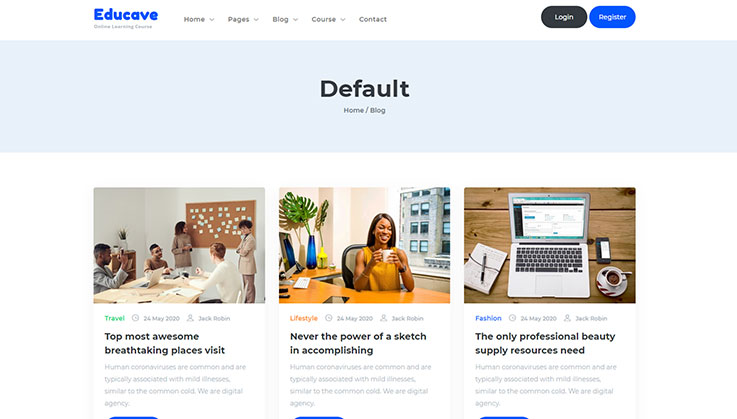 Educave
Online Learning Course
Home Pages Blog Course Contact
Login Register
Default
Home / Blog
Travel 24 May 2020 Jack Robin
Top most awesome
breathtaking places visit
Human coronaviruses are common and are
typically associated with mild illnesses,
similar to the common cold. We are digital
agency.
Lifestyle 24 May 2020 Jack Robin
Never the power of a sketch
in accomplishing
Human coronaviruses are common and are
typically associated with mild illnesses,
similar to the common cold. We are digital
agency.
Fashion 24 May 2020 Jack Robin
The only professional beauty
supply resources need
Human coronaviruses are common and are
typically associated with mild illnesses,
similar to the common cold. We are digital
agency.